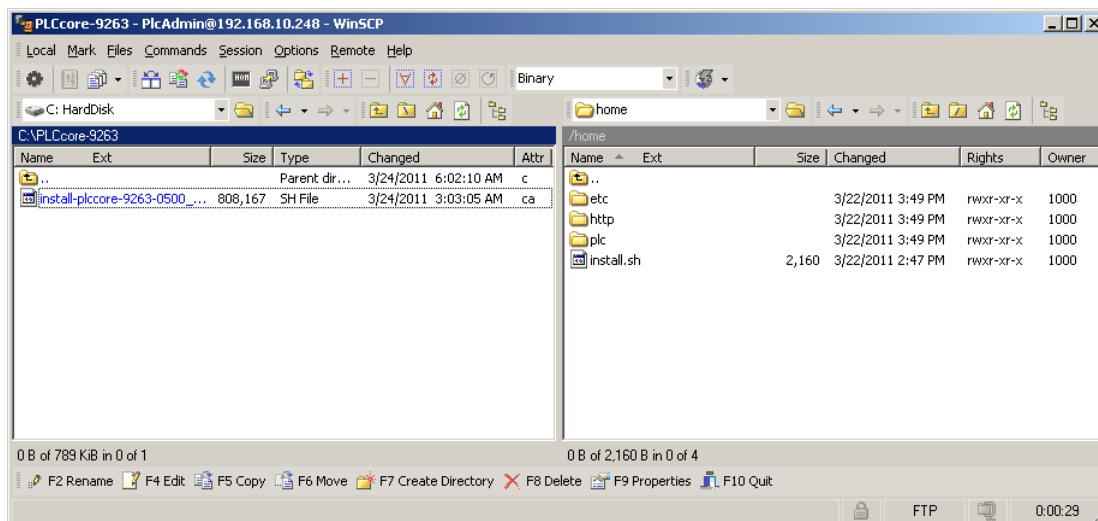 PLCcore-9263 - PlcAdmin@192.168.10.248 - WinSCP
Local Mark Files Commands Session Options Remote Help
Binary
C: HardDisk
home
C:\PLCcore-9263
/home
Name Ext Size Type Changed Attr
Name Ext Size Changed Rights Owner
.. Parent dir... 3/24/2011 6:02:10 AM c
install-plccore-9263-0500_... 808,167 SH File 3/24/2011 3:03:05 AM ca
..
etc 3/22/2011 3:49 PM rwxr-xr-x 1000
http 3/22/2011 3:49 PM rwxr-xr-x 1000
plc 3/22/2011 3:49 PM rwxr-xr-x 1000
install.sh 2,160 3/22/2011 2:47 PM rwxr-xr-x 1000
0 B of 789 KiB in 0 of 1
0 B of 2,160 B in 0 of 4
F2 Rename F4 Edit F5 Copy F6 Move F7 Create Directory F8 Delete F9 Properties F10 Quit
FTP 0:00:29